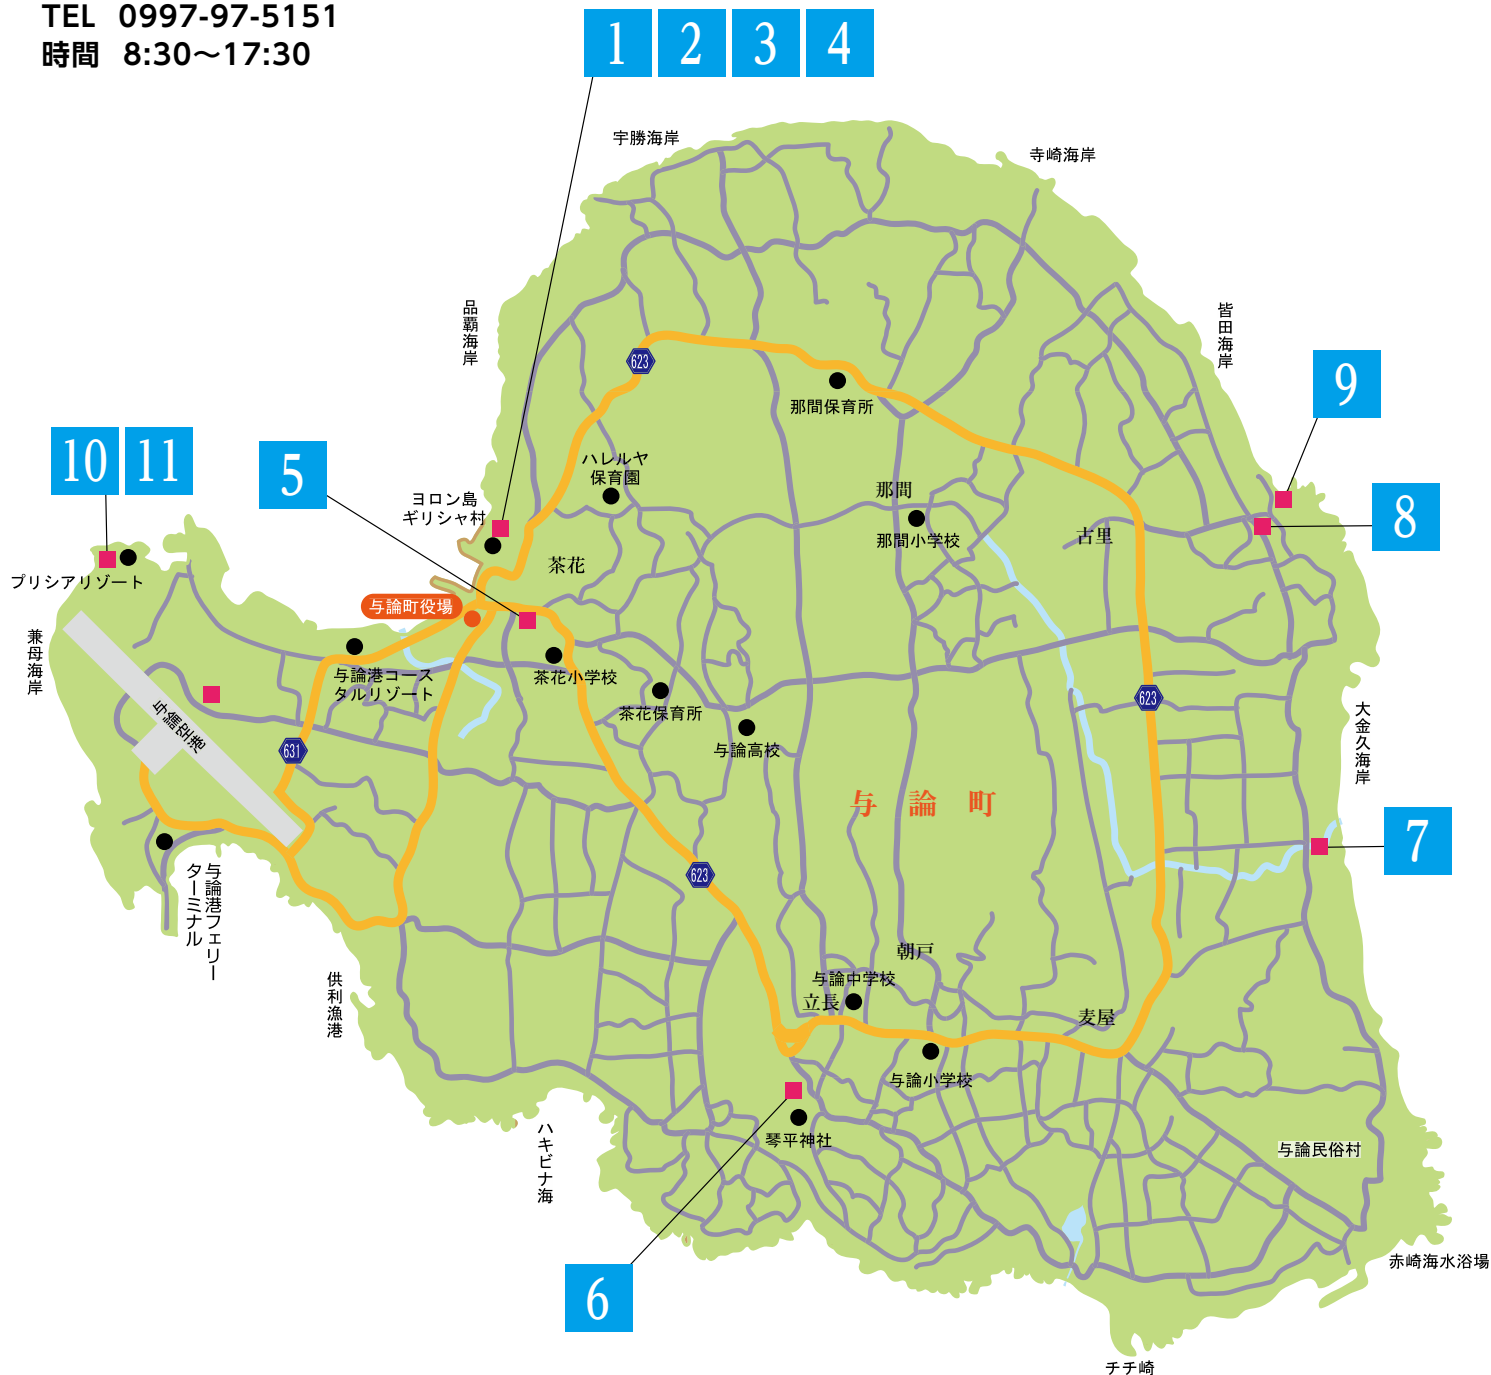 TEL 0997-97-5151
時間 8:30～17:30
1 2 3 4
宇勝海岸
寺崎海岸
品覇海岸
皆田海岸
623
9
那間保育所
10 11
5
ハレルヤ
保育園
ヨロン島
ギリシャ村
那間
8
那間小学校
古里
茶花
プリシアリゾート
与論町役場
兼母海岸
与論港コース
タルリゾート
茶花小学校
623
与論空港
茶花保育所
大金久海岸
631
与論高校
与論町
7
623
与論港フェリー
ターミナル
朝戸
供利漁港
与論中学校
立長
麦屋
与論小学校
ハキビナ海
琴平神社
与論民俗村
6
赤崎海水浴場
チチ崎